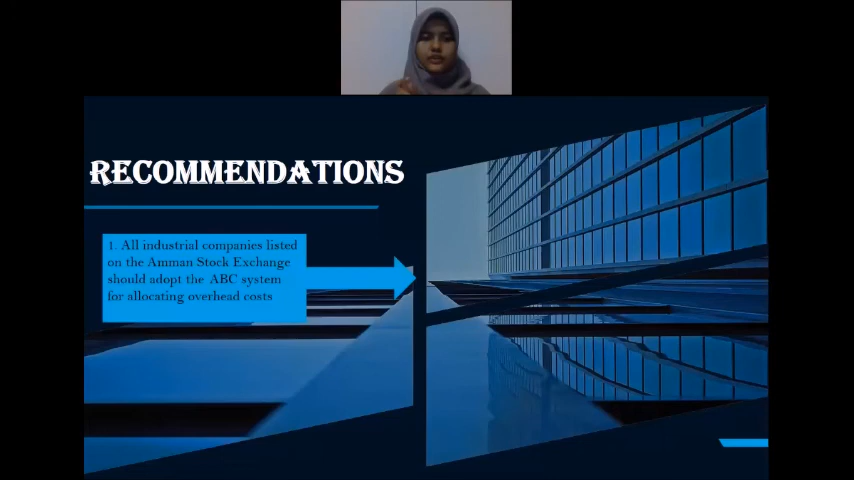 RECOMMENDATIONS
1. All industrial companies listed
on the Amman Stock Exchange
should adopt the ABC system
for allocating overhead costs